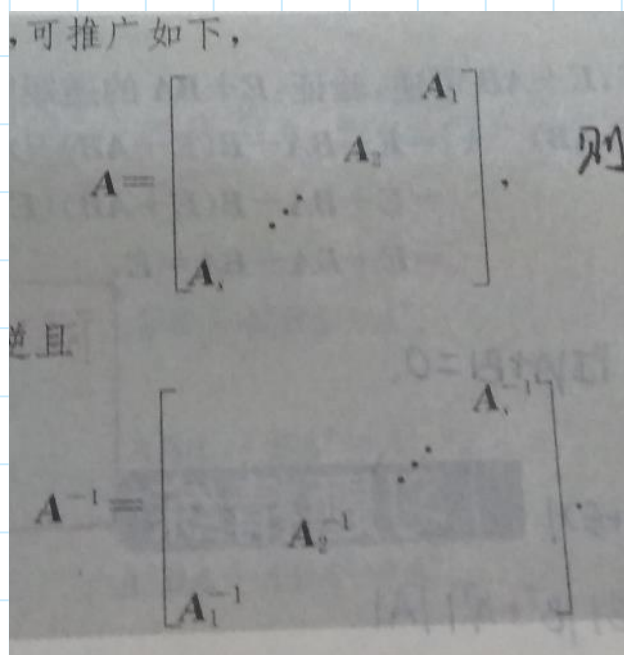 ,可推广如下,
A₁
A₂
A= ⋰ . 则
Aₛ
逆且
Aₛ⁻¹
⋰
A⁻¹= A₂⁻¹ .
A₁⁻¹